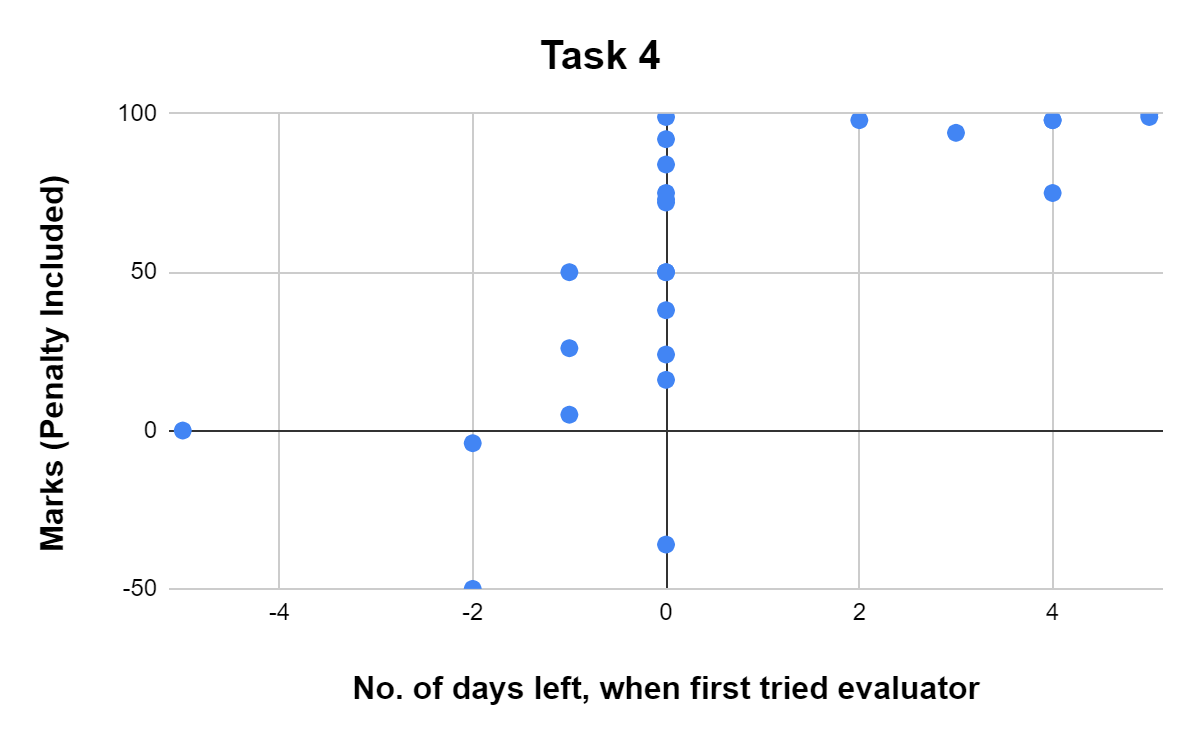 Task 4
Marks (Penalty Included)
100
50
0
-50
-4 -2 0 2 4
No. of days left, when first tried evaluator